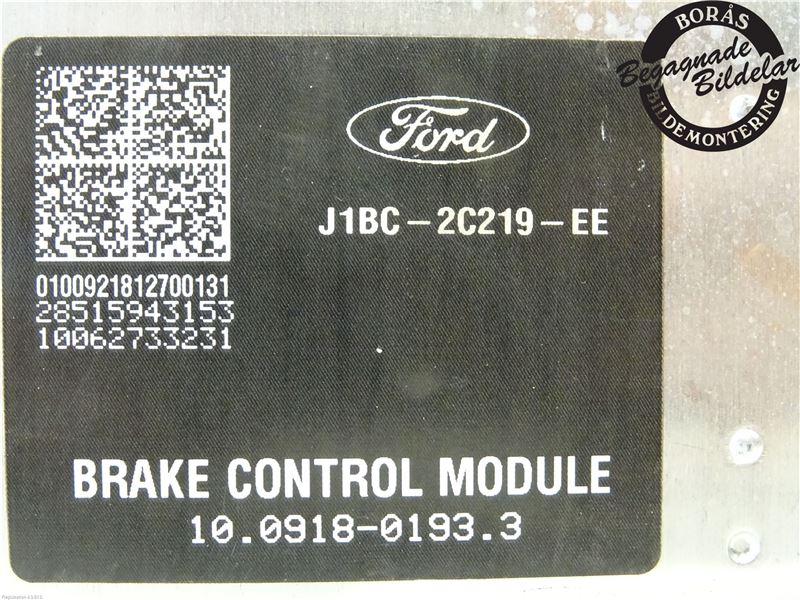 BORÅS
Begagnade
Bildelar
BILDEMONTERING
Ford
J1BC-2C219-EE
0100921812700131
28515943153
10062733231
BRAKE CONTROL MODULE
10.0918-0193.3